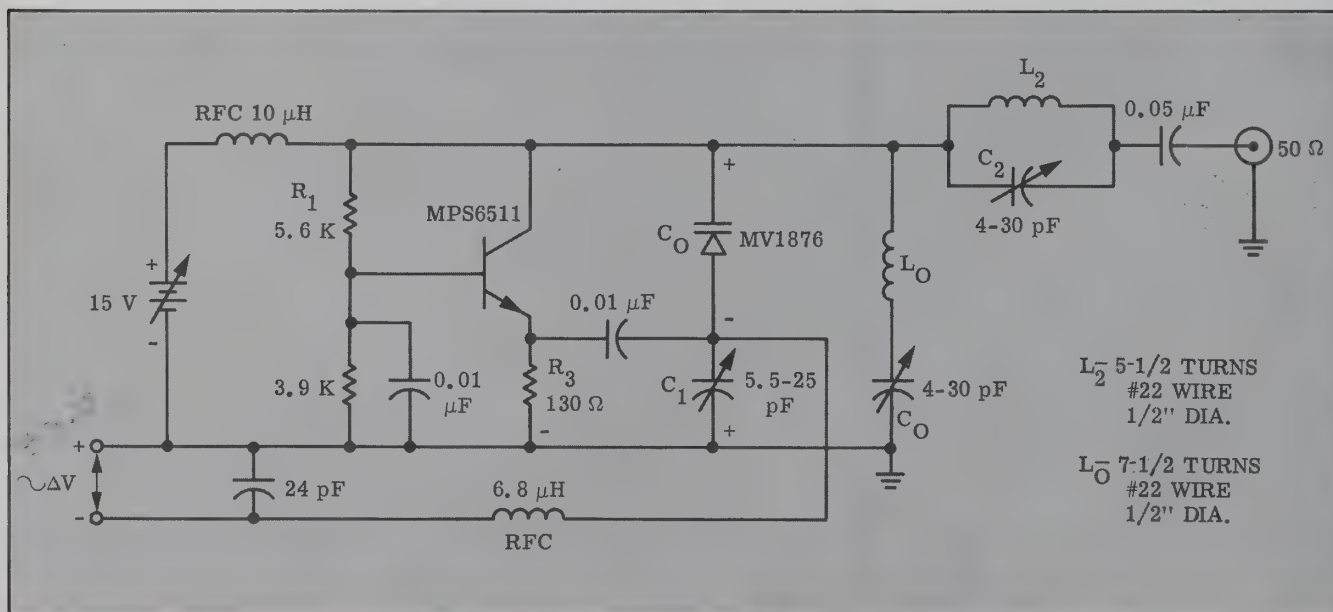 RFC 10 μH
R1
5.6 K
MPS6511
+
15 V
-
3.9 K
0.01
μF
0.01 μF
R3
130 Ω
-
+
CO
MV1876
-
C1
5.5-25
pF
+
LO
4-30 pF
CO
L2
C2
4-30 pF
0.05 μF
50 Ω
+
∼ΔV
-
24 pF
6.8 μH
RFC
L2- 5-1/2 TURNS
#22 WIRE
1/2" DIA.
LO- 7-1/2 TURNS
#22 WIRE
1/2" DIA.